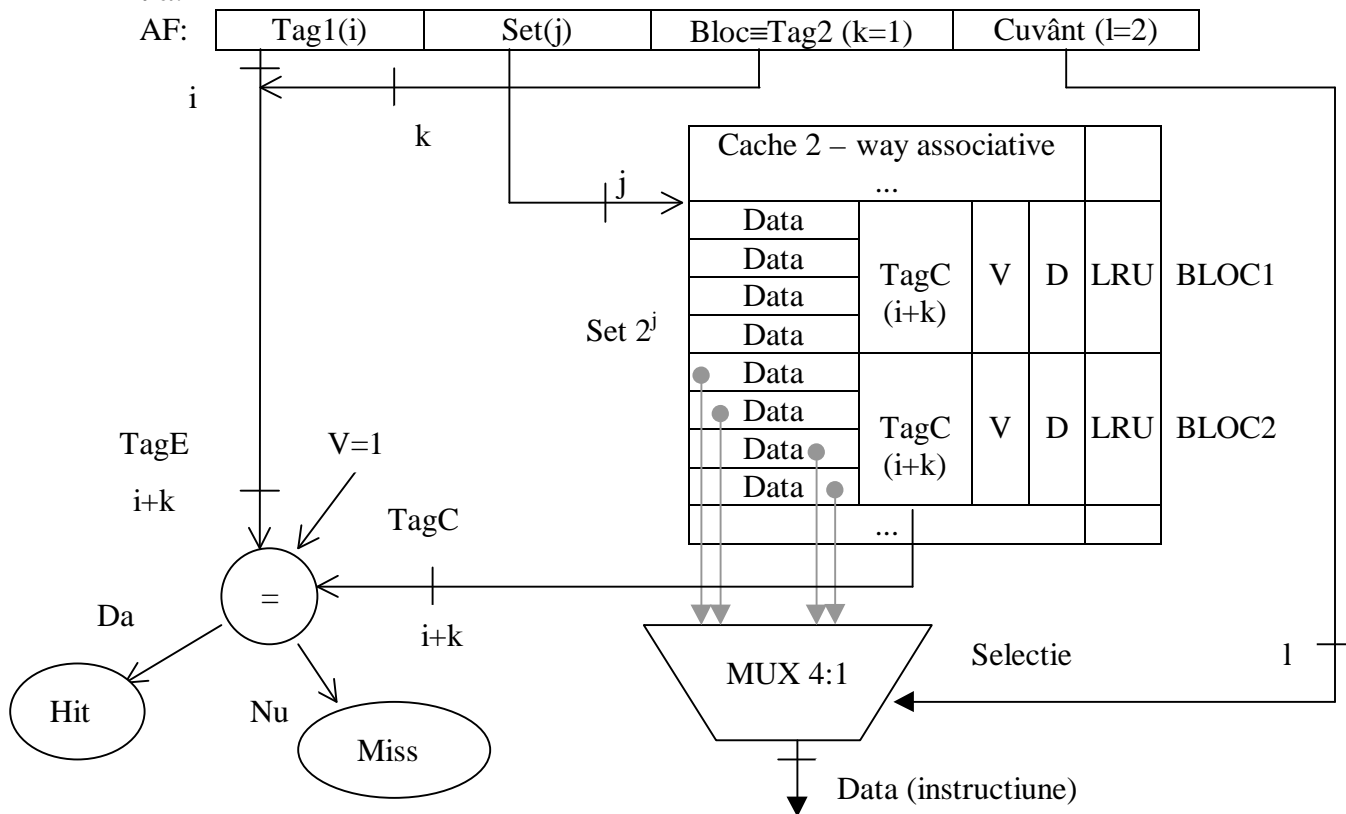 AF: Tag1(i) Set(j) Bloc≡Tag2 (k=1) Cuvânt (l=2)
i
k
Cache 2 – way associative
...
j
Data
Data
Data
Data
TagC
(i+k)
V
D
LRU
BLOC1
Set 2^j
Data
Data
Data
Data
TagC
(i+k)
V
D
LRU
BLOC2
...
TagE
i+k
V=1
TagC
=
i+k
Da
Nu
Hit
Miss
MUX 4:1
Selectie
l
Data (instructiune)